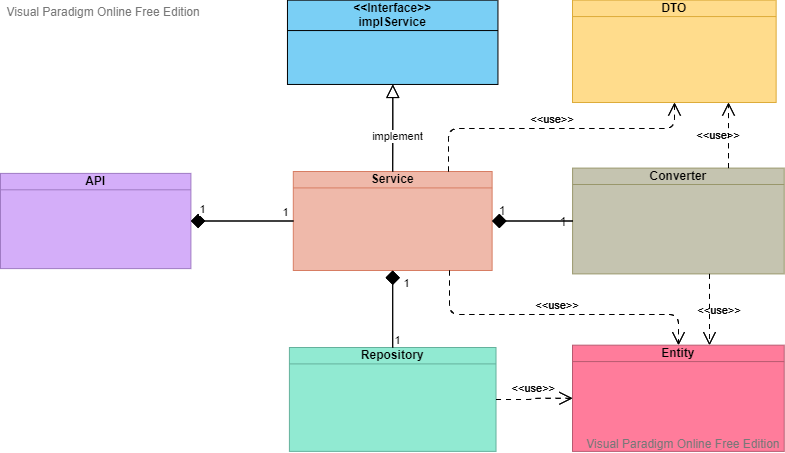 Visual Paradigm Online Free Edition
<<Interface>>
implService
DTO
<<use>>
implement
<<use>>
API
Service
Converter
1
1
1
1
1
<<use>>
<<use>>
1
Repository
Entity
<<use>>
Visual Paradigm Online Free Edition